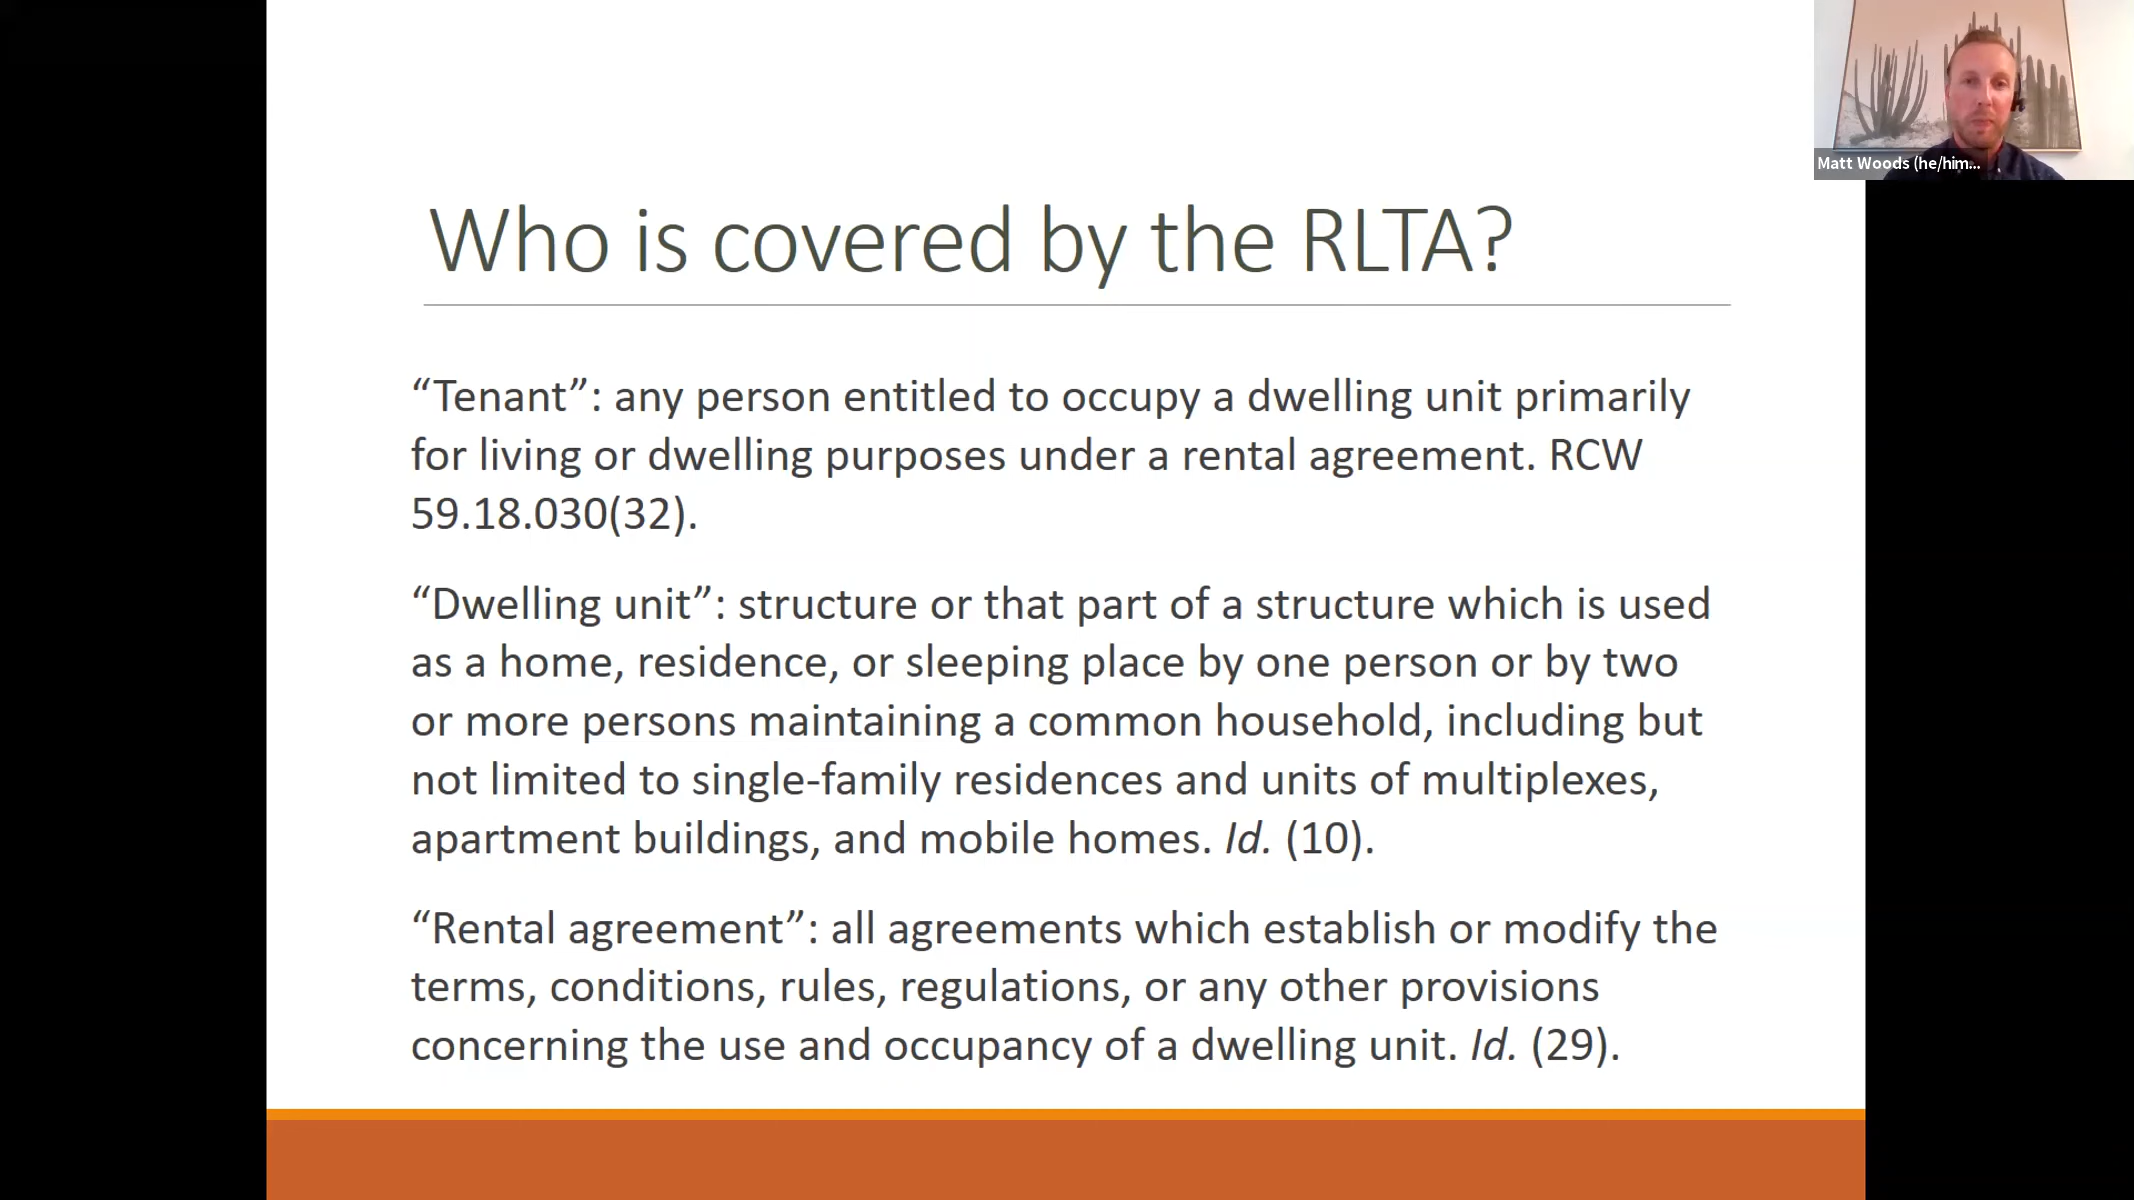 Matt Woods (he/him...
Who is covered by the RLTA?
“Tenant”: any person entitled to occupy a dwelling unit primarily
for living or dwelling purposes under a rental agreement. RCW
59.18.030(32).
“Dwelling unit”: structure or that part of a structure which is used
as a home, residence, or sleeping place by one person or by two
or more persons maintaining a common household, including but
not limited to single-family residences and units of multiplexes,
apartment buildings, and mobile homes. Id. (10).
“Rental agreement”: all agreements which establish or modify the
terms, conditions, rules, regulations, or any other provisions
concerning the use and occupancy of a dwelling unit. Id. (29).